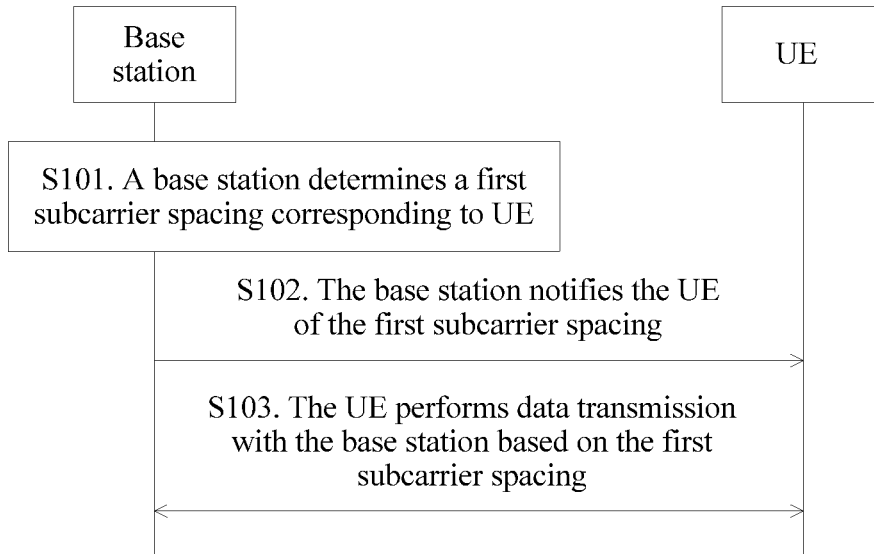 Base
station
UE
S101. A base station determines a first
subcarrier spacing corresponding to UE
S102. The base station notifies the UE
of the first subcarrier spacing
S103. The UE performs data transmission
with the base station based on the first
subcarrier spacing